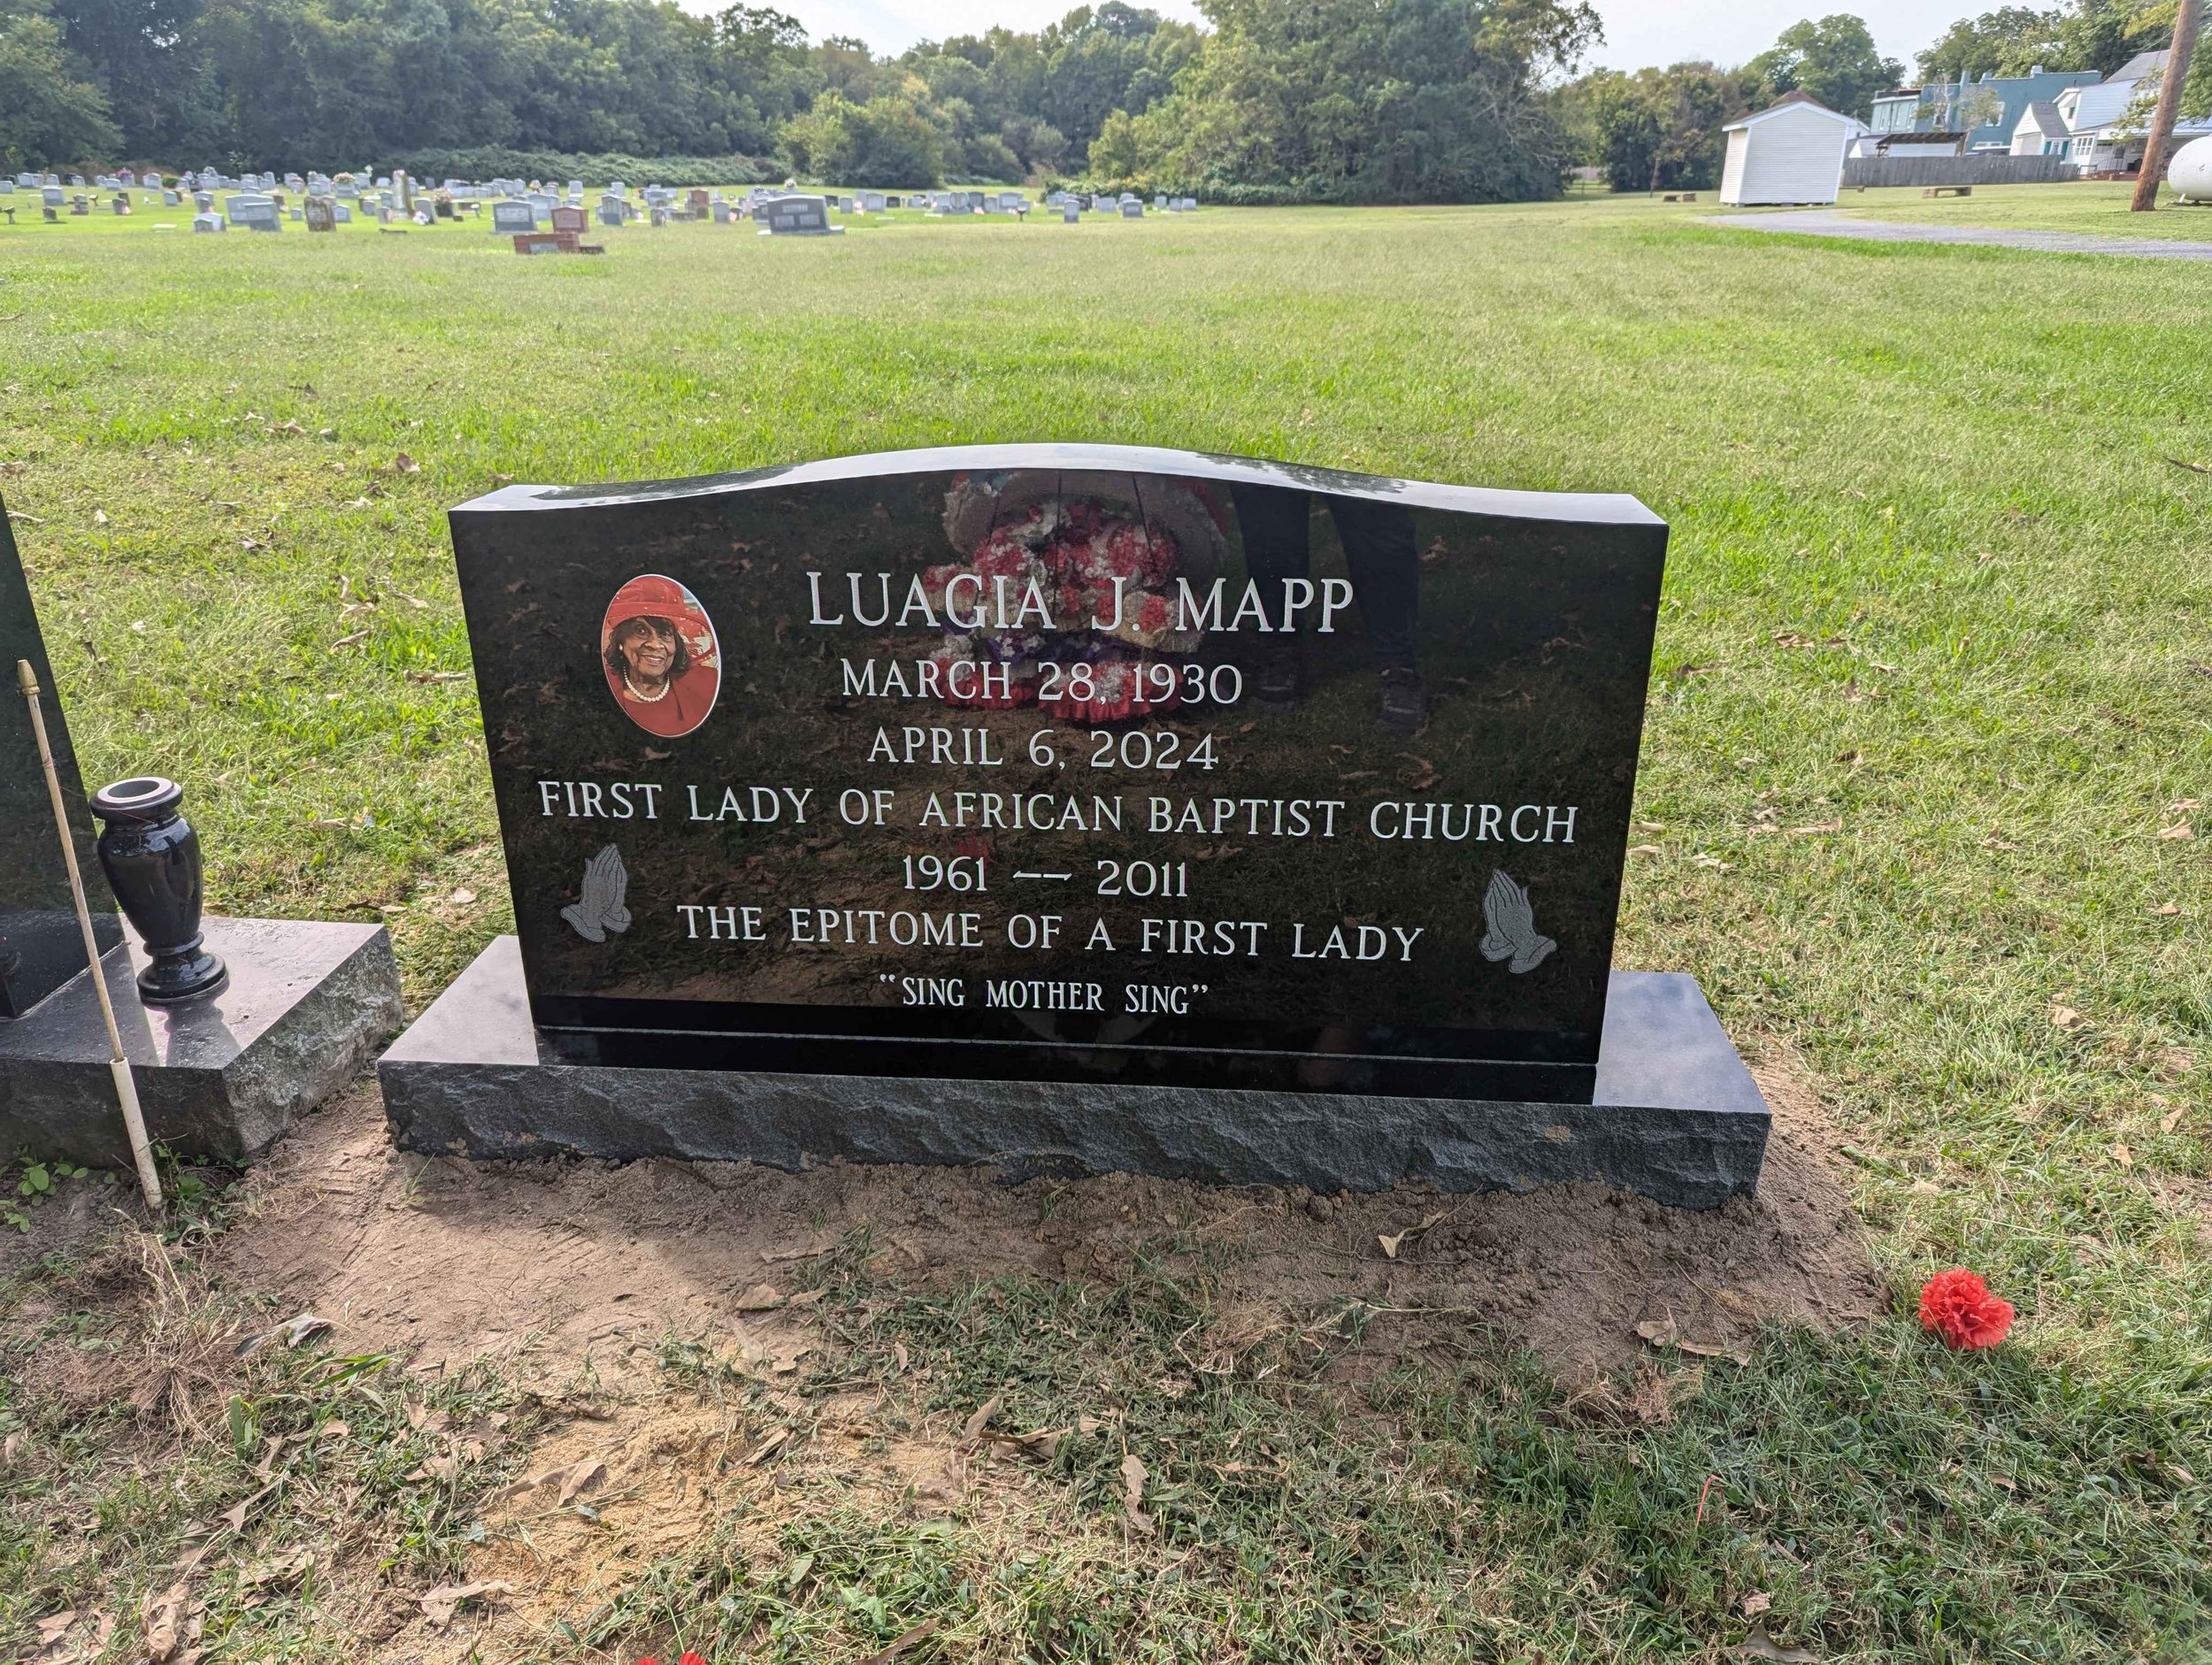 LUAGIA J. MAPP
MARCH 28, 1930
APRIL 6, 2024
FIRST LADY OF AFRICAN BAPTIST CHURCH
1961 -- 2011
THE EPITOME OF A FIRST LADY
"SING MOTHER SING"